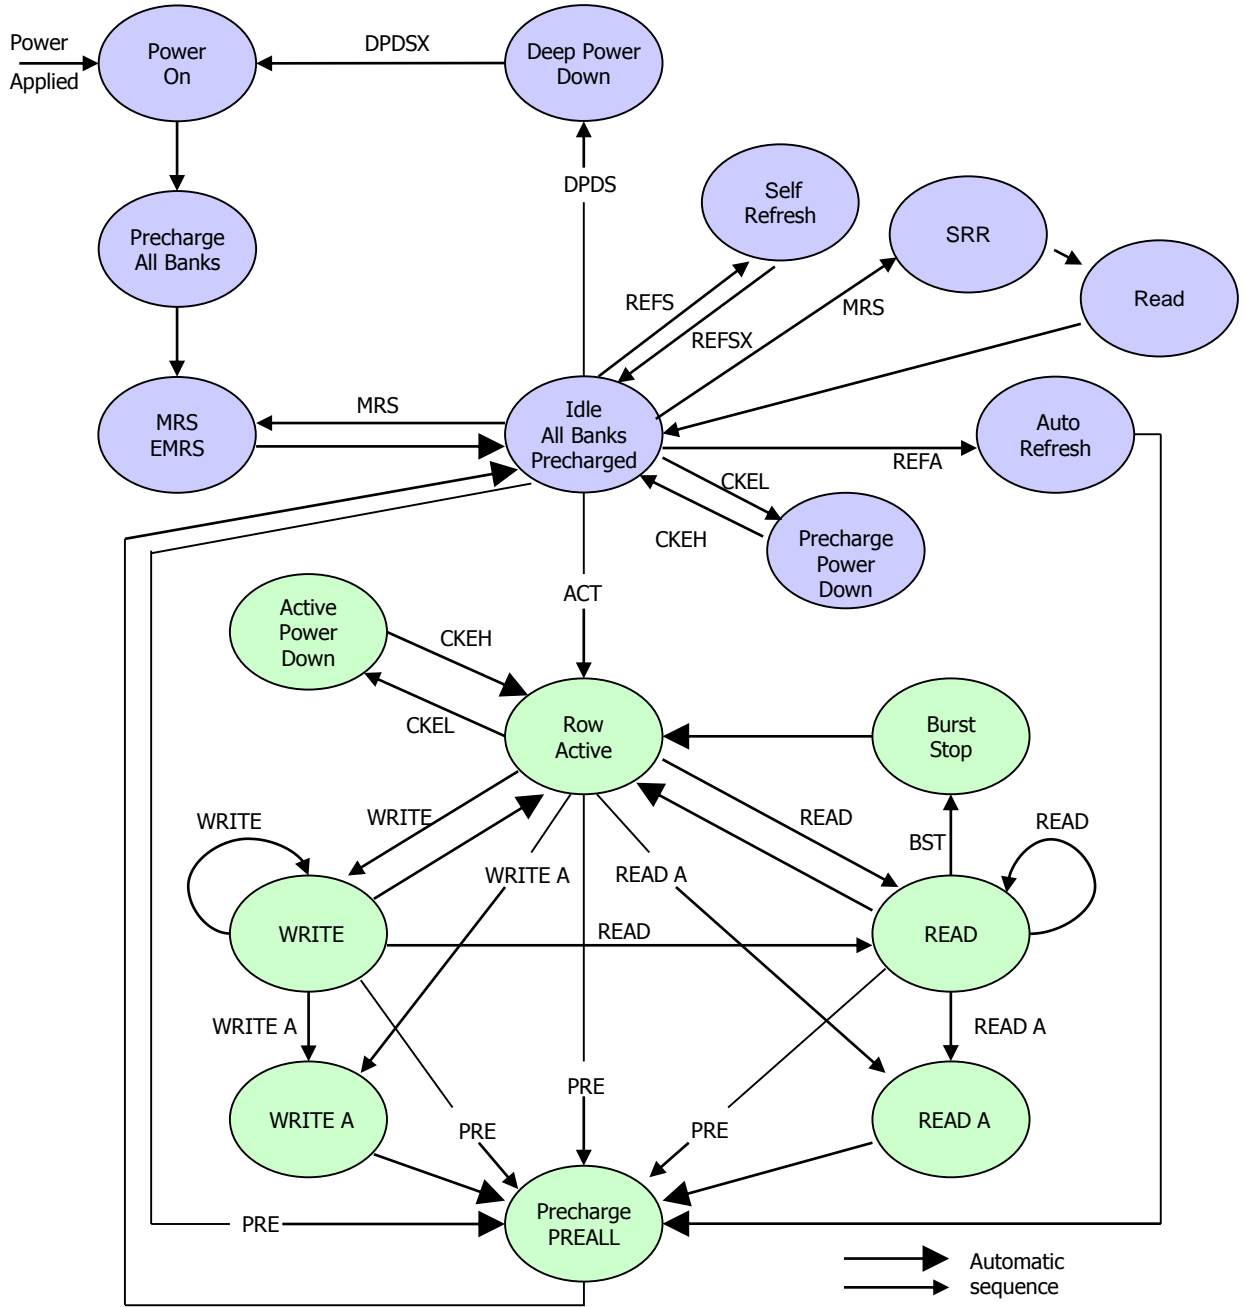 Power
Applied
Power
On
DPDSX
Deep Power
Down
DPDS
Self
Refresh
SRR
Read
Precharge
All Banks
REFS
REFSX
MRS
MRS
EMRS
MRS
Idle
All Banks
Precharged
Auto
Refresh
REFA
CKEL
CKEH
Precharge
Power
Down
ACT
Active
Power
Down
CKEH
CKEL
Row
Active
Burst
Stop
WRITE
WRITE
READ
BST
READ
WRITE A
READ A
WRITE
READ
READ
WRITE A
READ A
WRITE A
PRE
PRE
PRE
READ A
PRE
Precharge
PREALL
Automatic
sequence